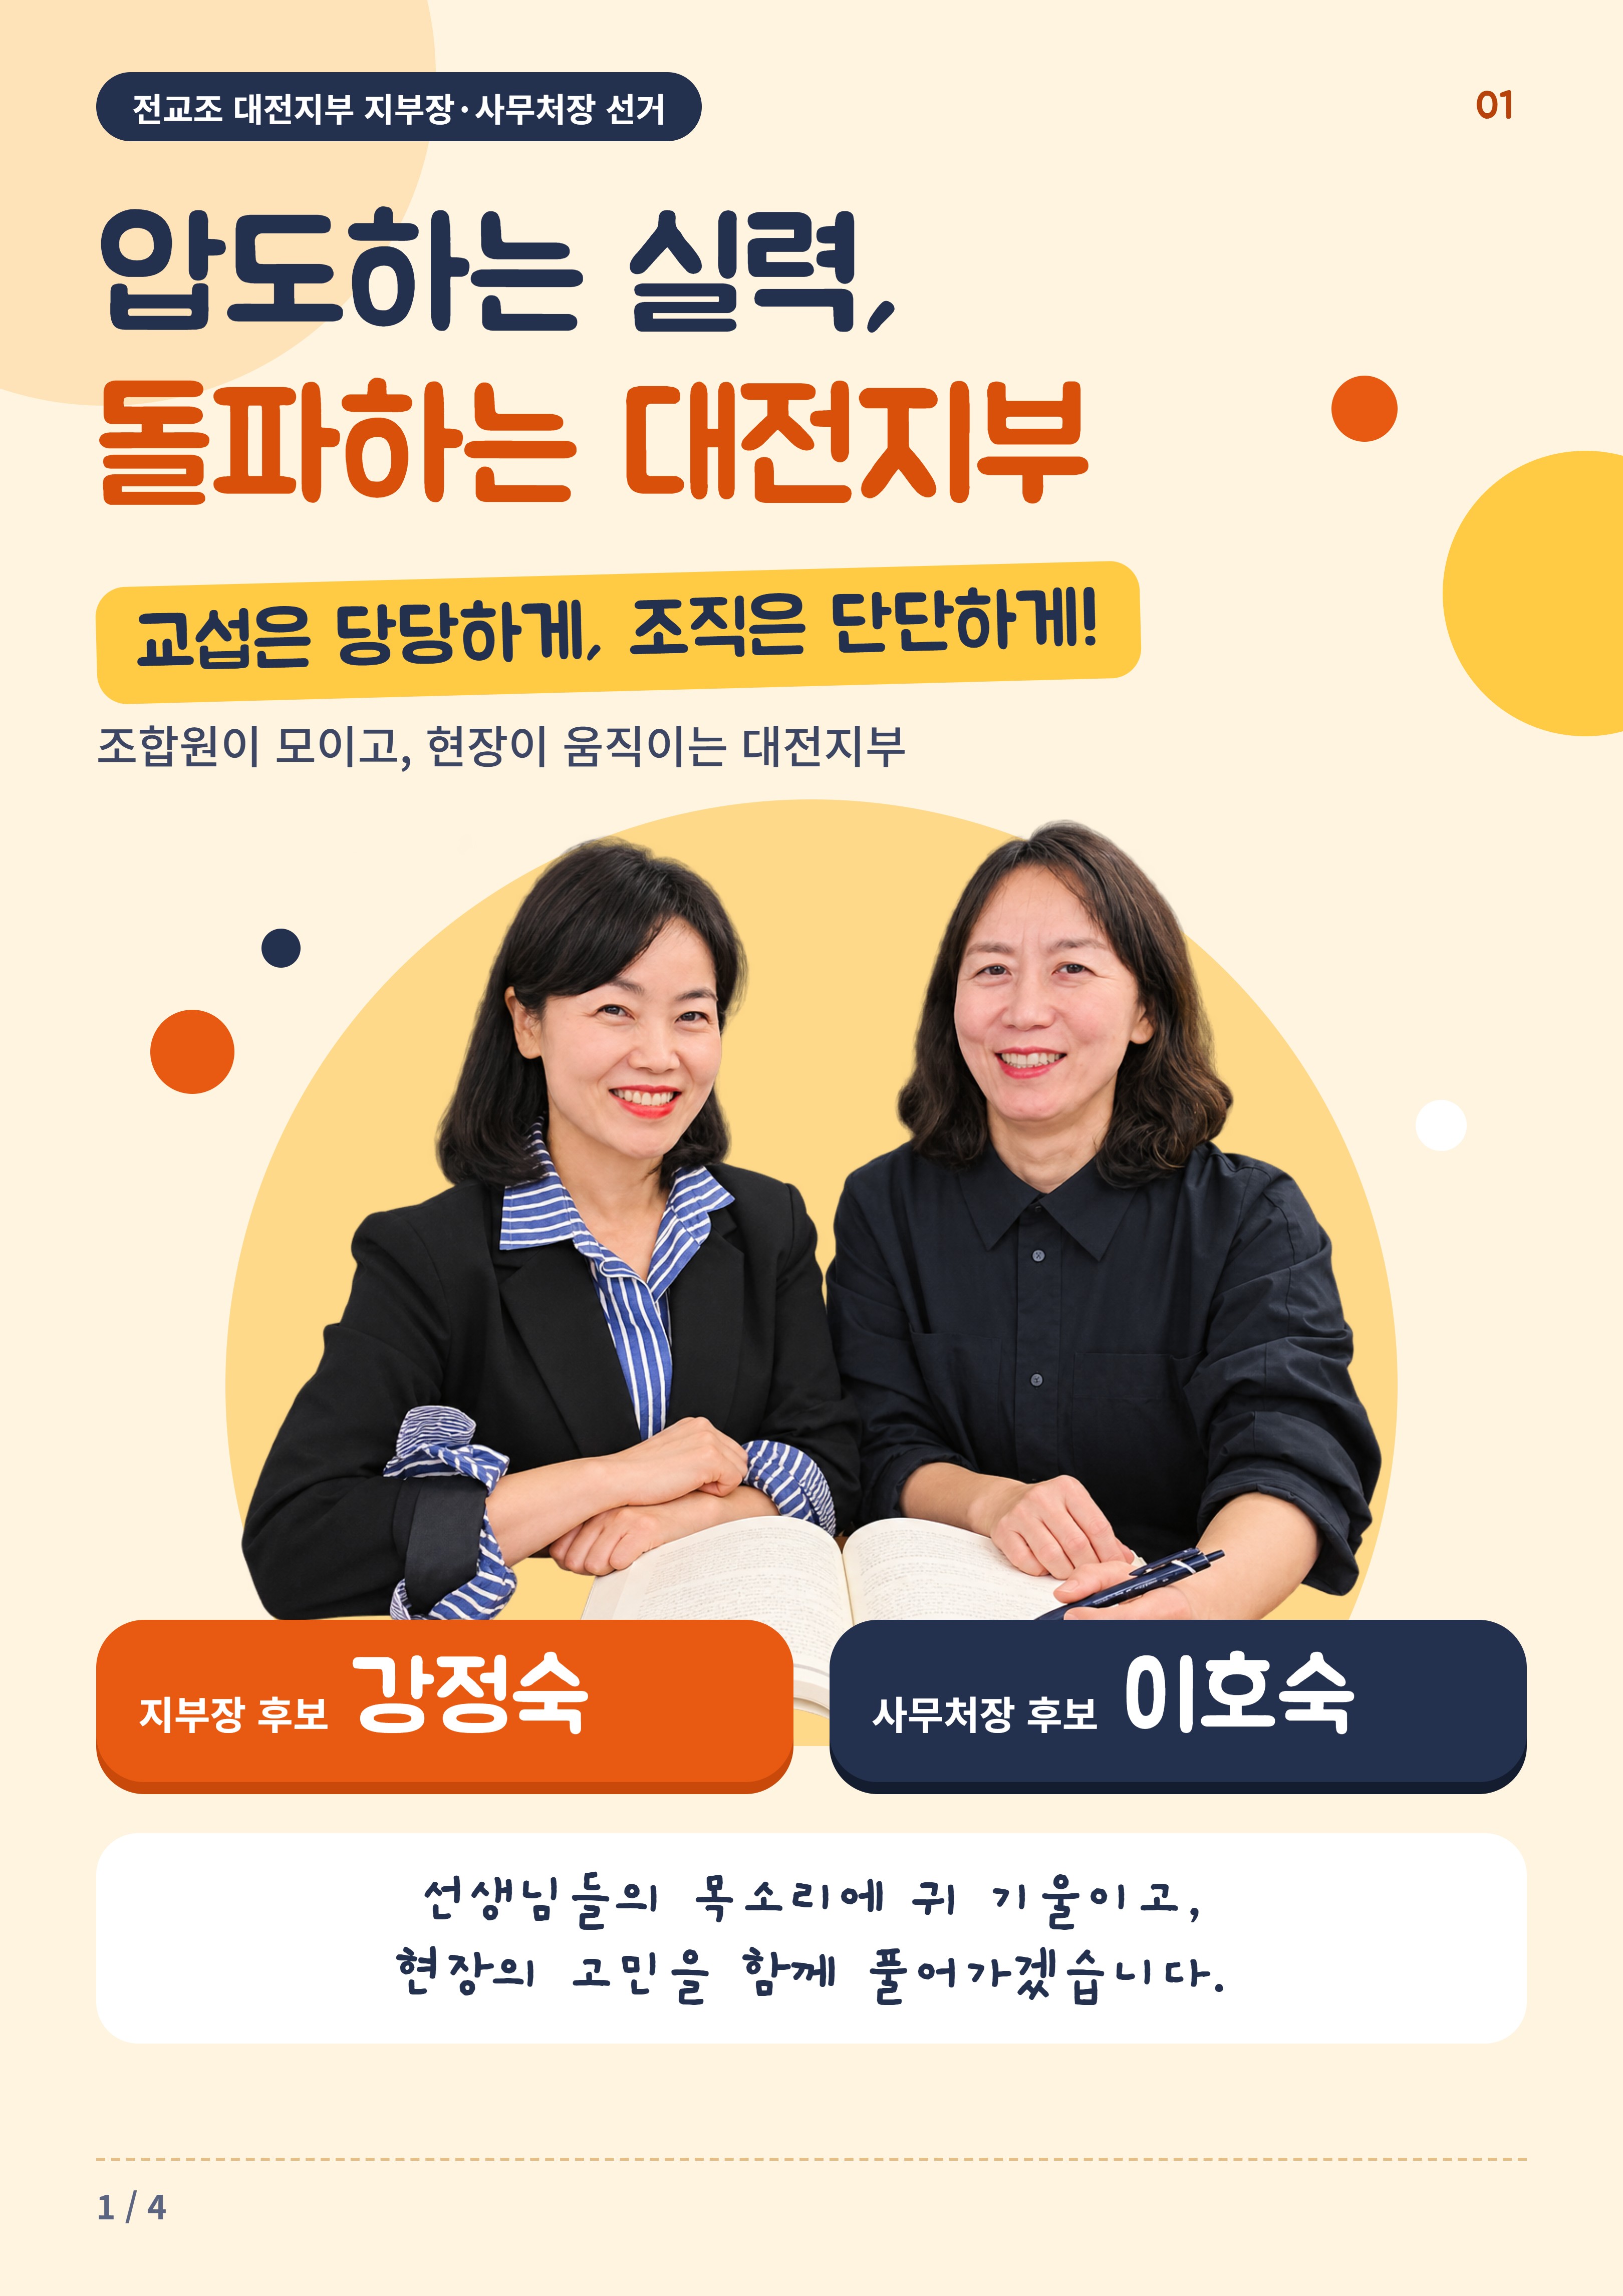 전교조 대전지부 지부장·사무처장 선거
01
압도하는 실력,
돌파하는 대전지부
교섭은 당당하게, 조직은 단단하게!
조합원이 모이고, 현장이 움직이는 대전지부
지부장 후보 강정숙
사무처장 후보 이호숙
선생님들의 목소리에 귀 기울이고,
현장의 고민을 함께 풀어가겠습니다.
1 / 4